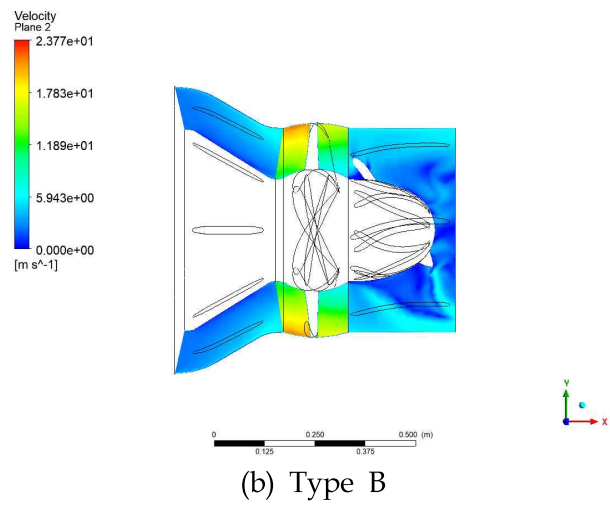 Velocity
Plane 2
2.377e+01
1.783e+01
1.189e+01
5.943e+00
0.000e+00
[m s^-1]
Y
X
0 0.250 0.500 (m)
0.125 0.375
(b) Type B